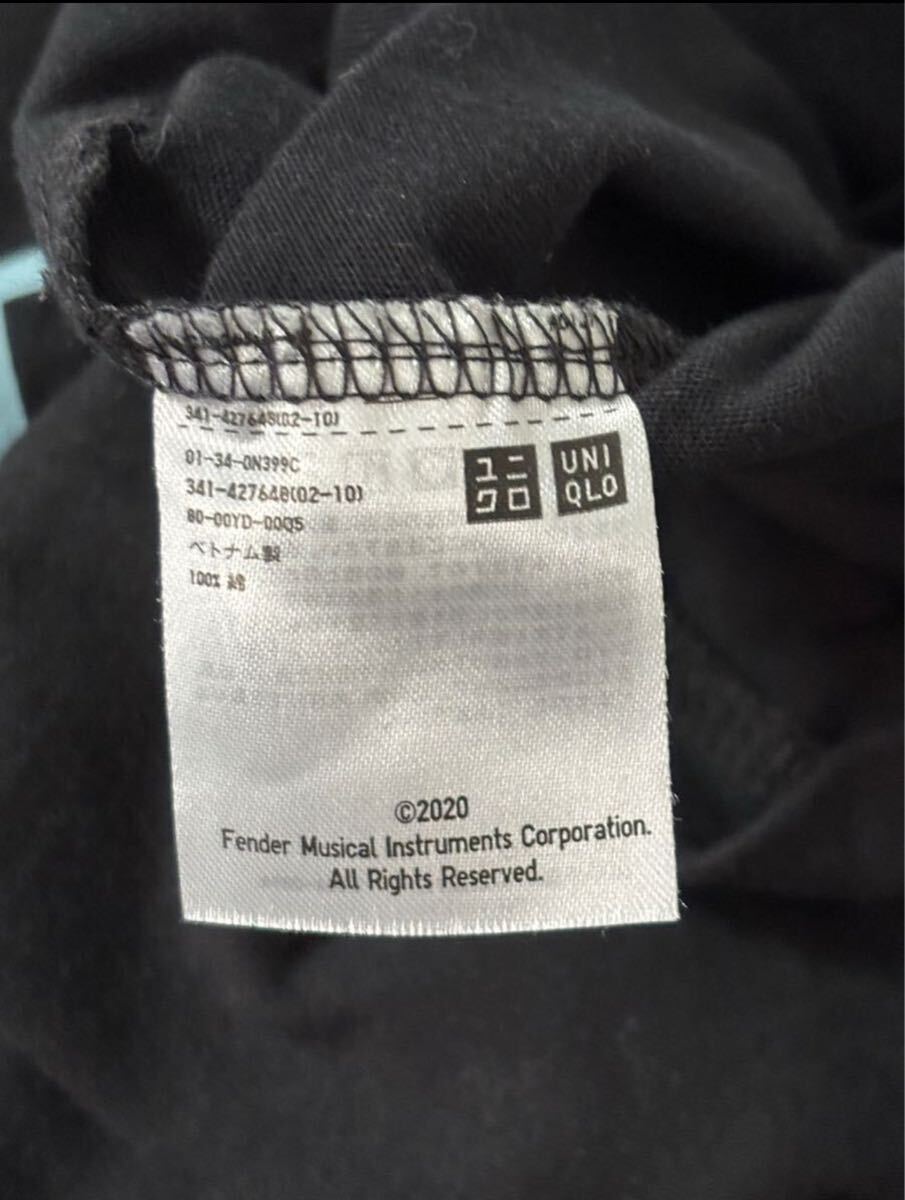 341-427648(02-10)
01-34-0N399C
341-427648(02-10)
80-00YD-00Q5
ベトナム製
100% 綿
ユニ
クロ
UNI
QLO
©2020
Fender Musical Instruments Corporation.
All Rights Reserved.